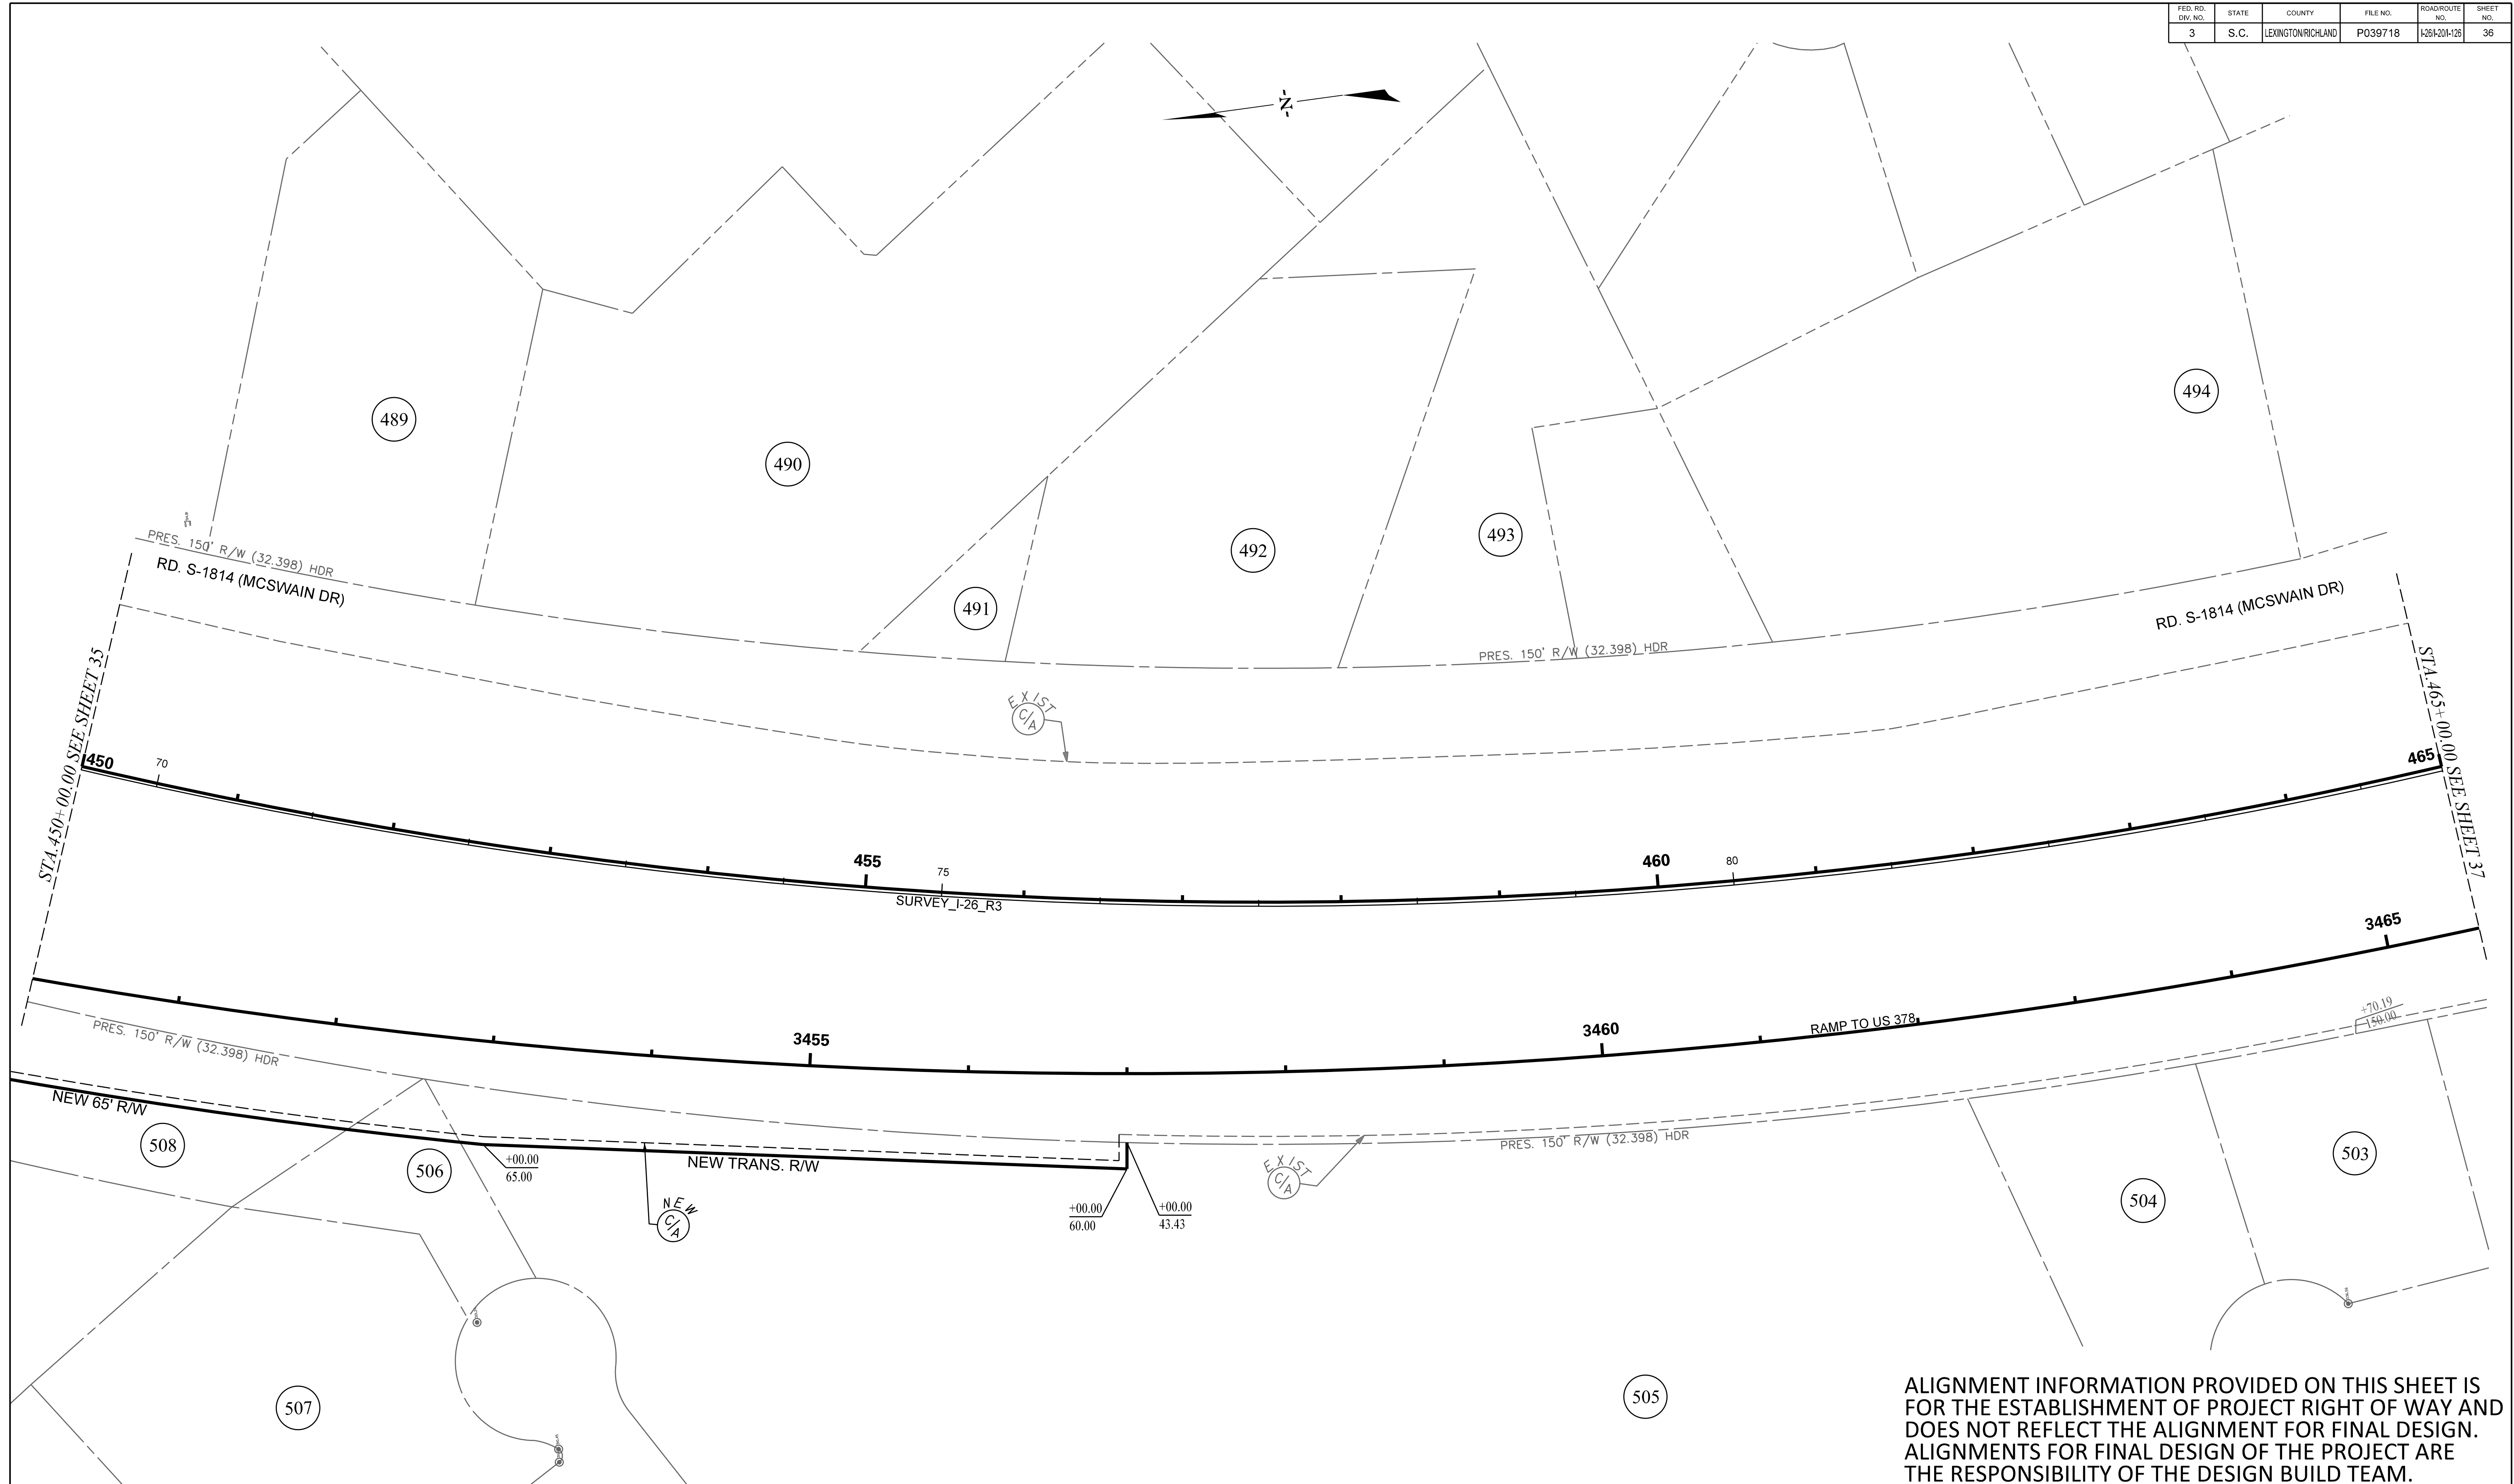 FED. RD. DIV. NO.
STATE
COUNTY
FILE NO.
ROAD/ROUTE NO.
SHEET NO.
3
S.C.
LEXINGTON/RICHLAND
P039718
I-26/I-20/I-126
36
Z
489
490
491
492
493
494
PRES. 150' R/W (32.398) HDR
RD. S-1814 (MCSWAIN DR)
PRES. 150' R/W (32.398) HDR
RD. S-1814 (MCSWAIN DR)
STA.450+00.00 SEE SHEET 35
STA.465+00.00 SEE SHEET 37
EXIST
C/A
450
70
455
75
460
80
465
SURVEY_I-26_R3
3455
3460
3465
RAMP TO US 378
+70.19
150.00
PRES. 150' R/W (32.398) HDR
PRES. 150' R/W (32.398) HDR
NEW 65' R/W
NEW TRANS. R/W
+00.00
65.00
+00.00
60.00
+00.00
43.43
NEW
C/A
EXIST
C/A
508
506
507
505
504
503
ALIGNMENT INFORMATION PROVIDED ON THIS SHEET IS
FOR THE ESTABLISHMENT OF PROJECT RIGHT OF WAY AND
DOES NOT REFLECT THE ALIGNMENT FOR FINAL DESIGN.
ALIGNMENTS FOR FINAL DESIGN OF THE PROJECT ARE
THE RESPONSIBILITY OF THE DESIGN BUILD TEAM.